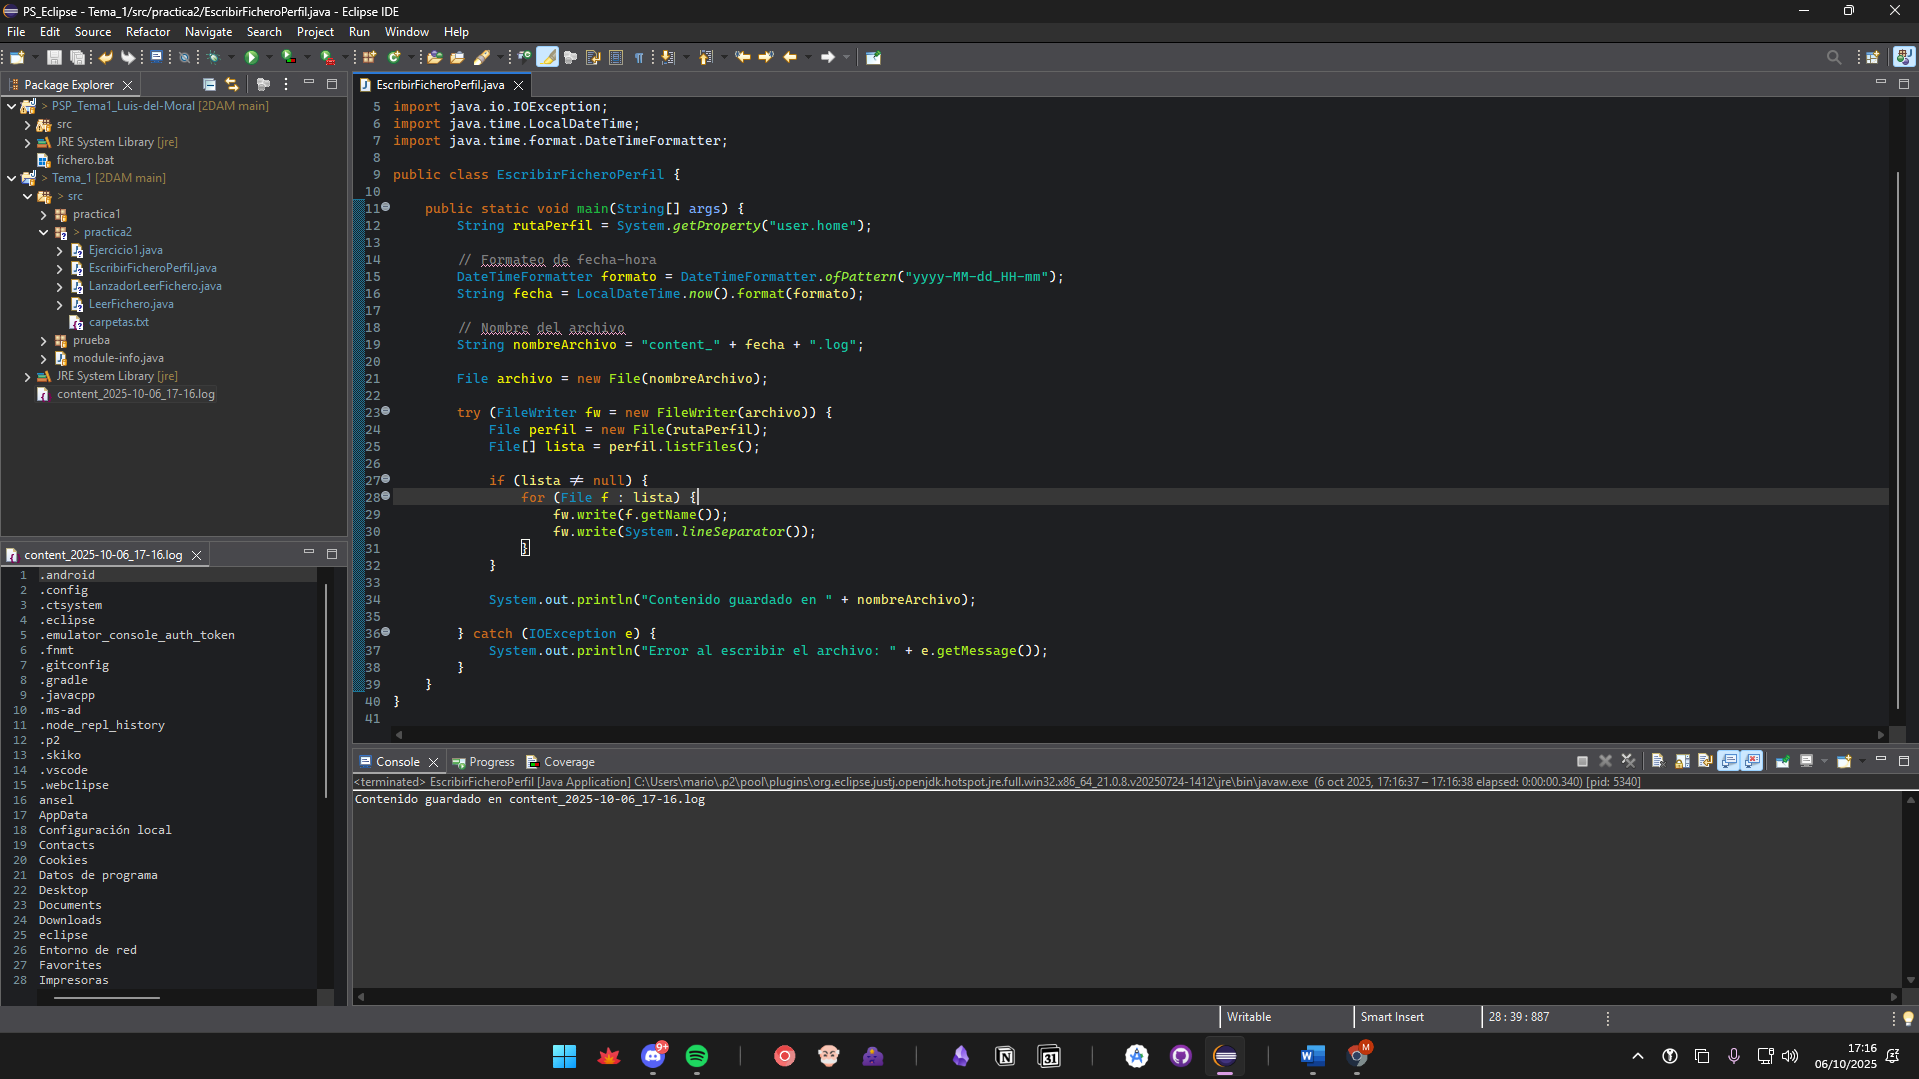 PS_Eclipse - Tema_1/src/practica2/EscribirFicheroPerfil.java - Eclipse IDE
File Edit Source Refactor Navigate Search Project Run Window Help
Package Explorer
> PSP_Tema1_Luis-del-Moral [2DAM main]
src
JRE System Library [jre]
fichero.bat
> Tema_1 [2DAM main]
> src
practica1
> practica2
Ejercicio1.java
EscribirFicheroPerfil.java
LanzadorLeerFichero.java
LeerFichero.java
carpetas.txt
prueba
module-info.java
JRE System Library [jre]
content_2025-10-06_17-16.log
content_2025-10-06_17-16.log
1 .android
2 .config
3 .ctsystem
4 .eclipse
5 .emulator_console_auth_token
6 .fnmt
7 .gitconfig
8 .gradle
9 .javacpp
10 .ms-ad
11 .node_repl_history
12 .p2
13 .skiko
14 .vscode
15 .webclipse
16 ansel
17 AppData
18 Configuración local
19 Contacts
20 Cookies
21 Datos de programa
22 Desktop
23 Documents
24 Downloads
25 eclipse
26 Entorno de red
27 Favorites
28 Impresoras
EscribirFicheroPerfil.java
5 import java.io.IOException;
6 import java.time.LocalDateTime;
7 import java.time.format.DateTimeFormatter;
8
9 public class EscribirFicheroPerfil {
10
11 public static void main(String[] args) {
12 String rutaPerfil = System.getProperty("user.home");
13
14 // Formateo de fecha-hora
15 DateTimeFormatter formato = DateTimeFormatter.ofPattern("yyyy-MM-dd_HH-mm");
16 String fecha = LocalDateTime.now().format(formato);
17
18 // Nombre del archivo
19 String nombreArchivo = "content_" + fecha + ".log";
20
21 File archivo = new File(nombreArchivo);
22
23 try (FileWriter fw = new FileWriter(archivo)) {
24 File perfil = new File(rutaPerfil);
25 File[] lista = perfil.listFiles();
26
27 if (lista ≠ null) {
28 for (File f : lista) {
29 fw.write(f.getName());
30 fw.write(System.lineSeparator());
31 }
32 }
33
34 System.out.println("Contenido guardado en " + nombreArchivo);
35
36 } catch (IOException e) {
37 System.out.println("Error al escribir el archivo: " + e.getMessage());
38 }
39 }
40 }
41
Console Progress Coverage
<terminated> EscribirFicheroPerfil [Java Application] C:\Users\mario\.p2\pool\plugins\org.eclipse.justj.openjdk.hotspot.jre.full.win32.x86_64_21.0.8.v20250724-1412\jre\bin\javaw.exe (6 oct 2025, 17:16:37 – 17:16:38 elapsed: 0:00:00.340) [pid: 5340]
Contenido guardado en content_2025-10-06_17-16.log
Writable Smart Insert 28 : 39 : 887
9+
31
M
17:16
06/10/2025